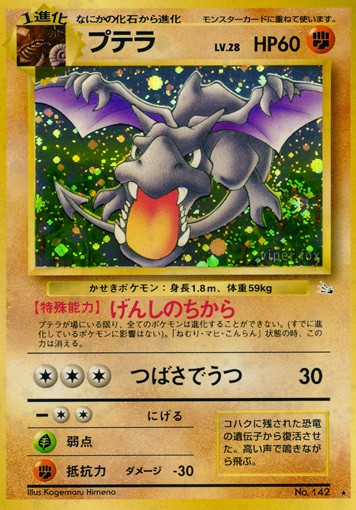 1進化
なにかの化石から進化
モンスターカードに重ねて使います。
プテラ
LV.28 HP60
viper.fox
かせきポケモン：身長1.8m、体重59kg
【特殊能力】げんしのちから
プテラが場にいる限り、全てのポケモンは進化することができない。(すでに進
化しているポケモンに影響はない)。「ねむり・マヒ・こんらん」状態の時、こ
の力は消える。
つばさでうつ 30
にげる
弱点
抵抗力 ダメージ -30
コハクに残された恐竜
の遺伝子から復活させ
た。高い声で鳴きなが
ら飛ぶ。
Illus.Kagemaru Himeno
No. 142